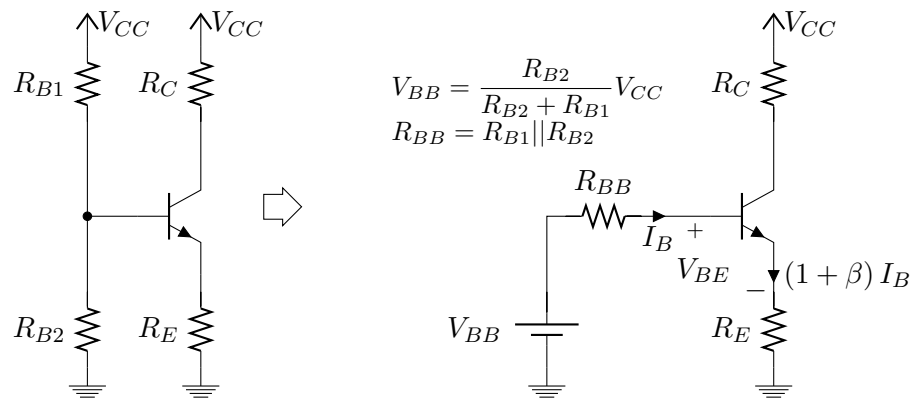 V_{CC} V_{CC} V_{CC}
R_{B1} R_C R_C
V_{BB} = \frac{R_{B2}}{R_{B2} + R_{B1}} V_{CC}
R_{BB} = R_{B1}||R_{B2}
R_{BB}
I_B +
V_{BE}
− (1 + β) I_B
R_{B2} R_E V_{BB} R_E